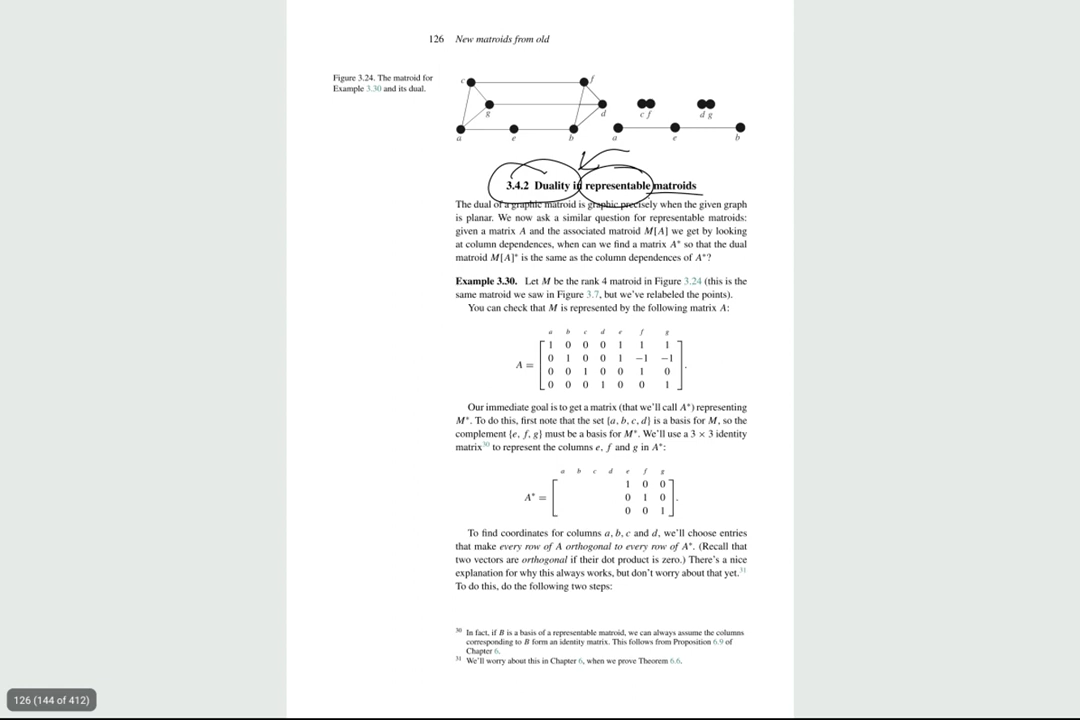 126 New matroids from old
Figure 3.24. The matroid for
Example 3.30 and its dual.
c f
g d c f d g
a e b a e b
3.4.2 Duality in representable matroids
The dual of a graphic matroid is graphic precisely when the given graph
is planar. We now ask a similar question for representable matroids:
given a matrix A and the associated matroid M[A] we get by looking
at column dependences, when can we find a matrix A* so that the dual
matroid M[A]* is the same as the column dependences of A*?
Example 3.30. Let M be the rank 4 matroid in Figure 3.24 (this is the
same matroid we saw in Figure 3.7, but we've relabeled the points).
You can check that M is represented by the following matrix A:
a b c d e f g
1 0 0 0 1 1 1
0 1 0 0 1 −1 −1
A =
0 0 1 0 0 1 0
0 0 0 1 0 0 1
Our immediate goal is to get a matrix (that we'll call A*) representing
M*. To do this, first note that the set {a, b, c, d} is a basis for M, so the
complement {e, f, g} must be a basis for M*. We'll use a 3 × 3 identity
matrix30 to represent the columns e, f and g in A*:
a b c d e f g
1 0 0
A* = 0 1 0 .
0 0 1
To find coordinates for columns a, b, c and d, we'll choose entries
that make every row of A orthogonal to every row of A*. (Recall that
two vectors are orthogonal if their dot product is zero.) There's a nice
explanation for why this always works, but don't worry about that yet.31
To do this, do the following two steps:
30 In fact, if B is a basis of a representable matroid, we can always assume the columns
corresponding to B form an identity matrix. This follows from Proposition 6.9 of
Chapter 6.
31 We'll worry about this in Chapter 6, when we prove Theorem 6.6.
126 (144 of 412)